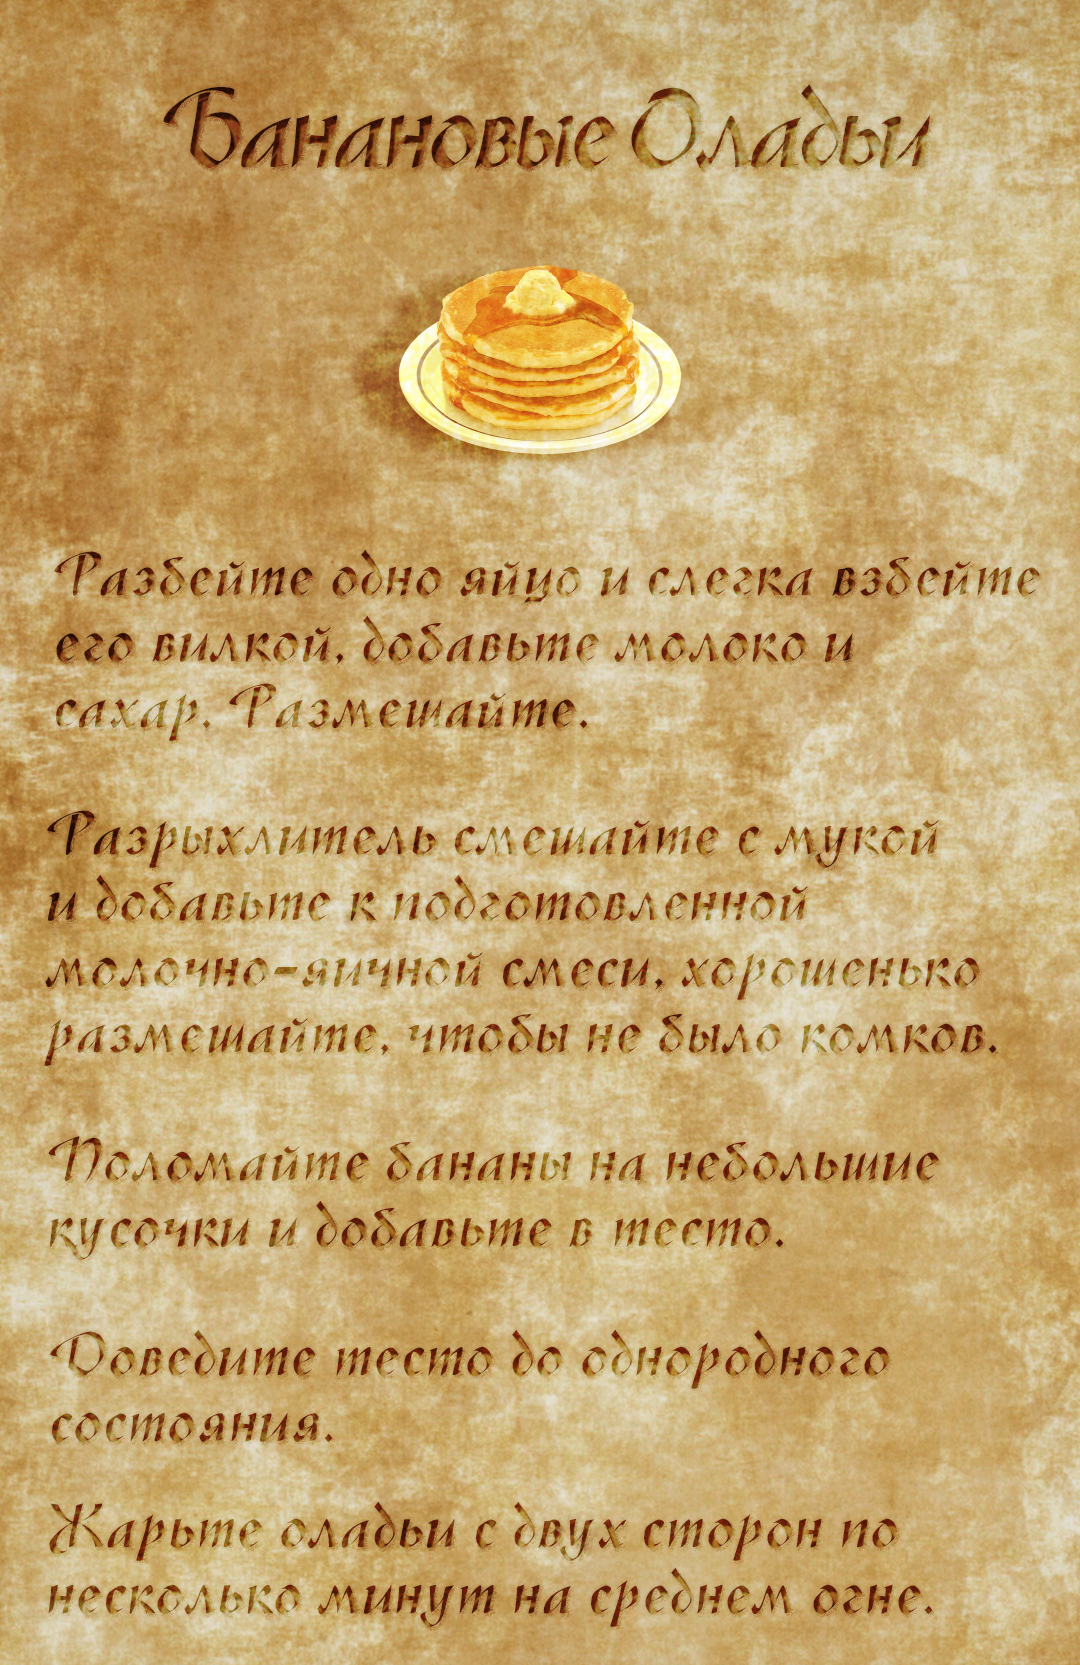 Банановые Оладьи
Разбейте одно яйцо и слегка взбейте
его вилкой, добавьте молоко и
сахар. Размешайте.
Разрыхлитель смешайте с мукой
и добавьте к подготовленной
молочно-яичной смеси, хорошенько
размешайте, чтобы не было комков.
Поломайте бананы на небольшие
кусочки и добавьте в тесто.
Доведите тесто до однородного
состояния.
Жарьте оладьи с двух сторон по
несколько минут на среднем огне.